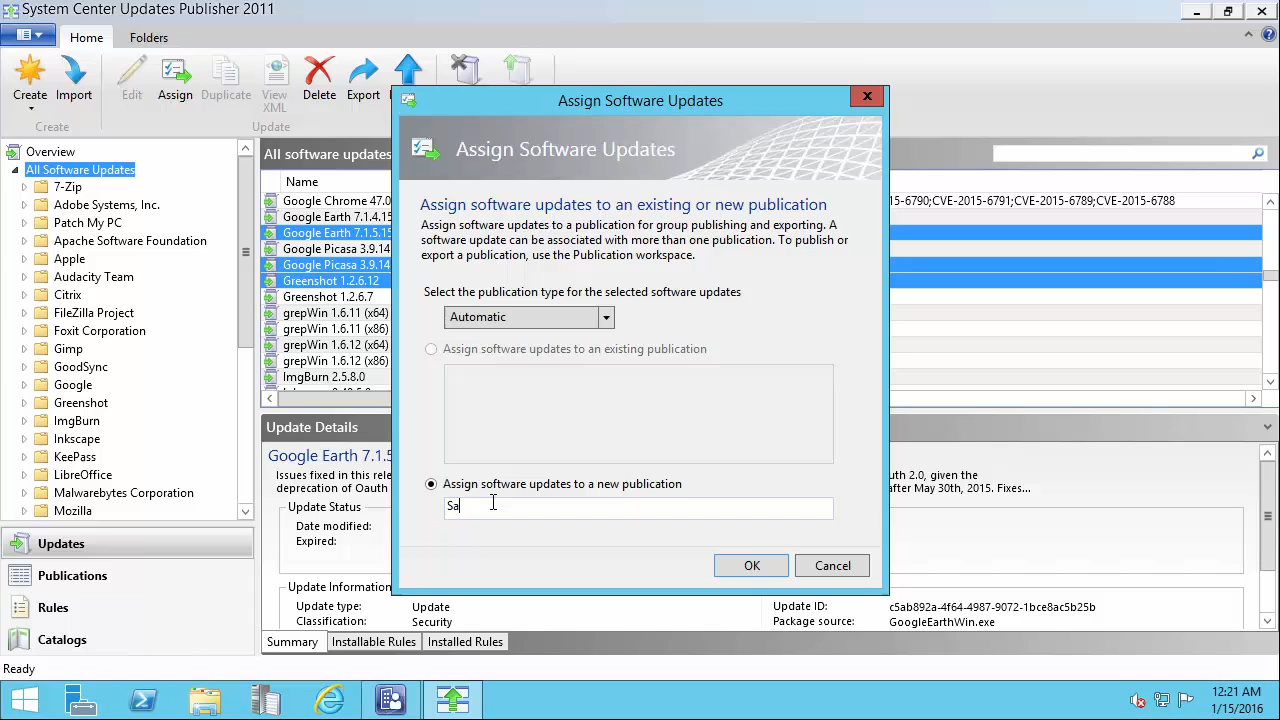 System Center Updates Publisher 2011
Home Folders
Create Import Edit Assign Duplicate View XML Delete Export
Create Update
Overview
All Software Updates
7-Zip
Adobe Systems, Inc.
Patch My PC
Apache Software Foundation
Apple
Audacity Team
Citrix
FileZilla Project
Foxit Corporation
Gimp
GoodSync
Google
Greenshot
ImgBurn
Inkscape
KeePass
LibreOffice
Malwarebytes Corporation
Mozilla
Updates
Publications
Rules
Catalogs
Ready
All software updates
Name
Google Chrome 47.0
Google Earth 7.1.4.15
Google Earth 7.1.5.15
Google Picasa 3.9.14
Google Picasa 3.9.14
Greenshot 1.2.6.12
Greenshot 1.2.6.7
grepWin 1.6.11 (x64)
grepWin 1.6.11 (x86)
grepWin 1.6.12 (x64)
grepWin 1.6.12 (x86)
ImgBurn 2.5.8.0
2015-6790;CVE-2015-6791;CVE-2015-6789;CVE-2015-6788
Assign Software Updates
Assign Software Updates
Assign software updates to an existing or new publication
Assign software updates to a publication for group publishing and exporting. A
software update can be associated with more than one publication. To publish or
export a publication, use the Publication workspace.
Select the publication type for the selected software updates
Automatic
Assign software updates to an existing publication
Assign software updates to a new publication
Sa
OK Cancel
Update Details
Google Earth 7.1.5
Issues fixed in this rele uth 2.0, given the
deprecation of Oauth after May 30th, 2015. Fixes...
Update Status
Date modified:
Expired:
Update Information
Update type: Update Update ID: c5ab892a-4f64-4987-9072-1bce8ac5b25b
Classification: Security Package source: GoogleEarthWin.exe
Summary Installable Rules Installed Rules
12:21 AM
1/15/2016